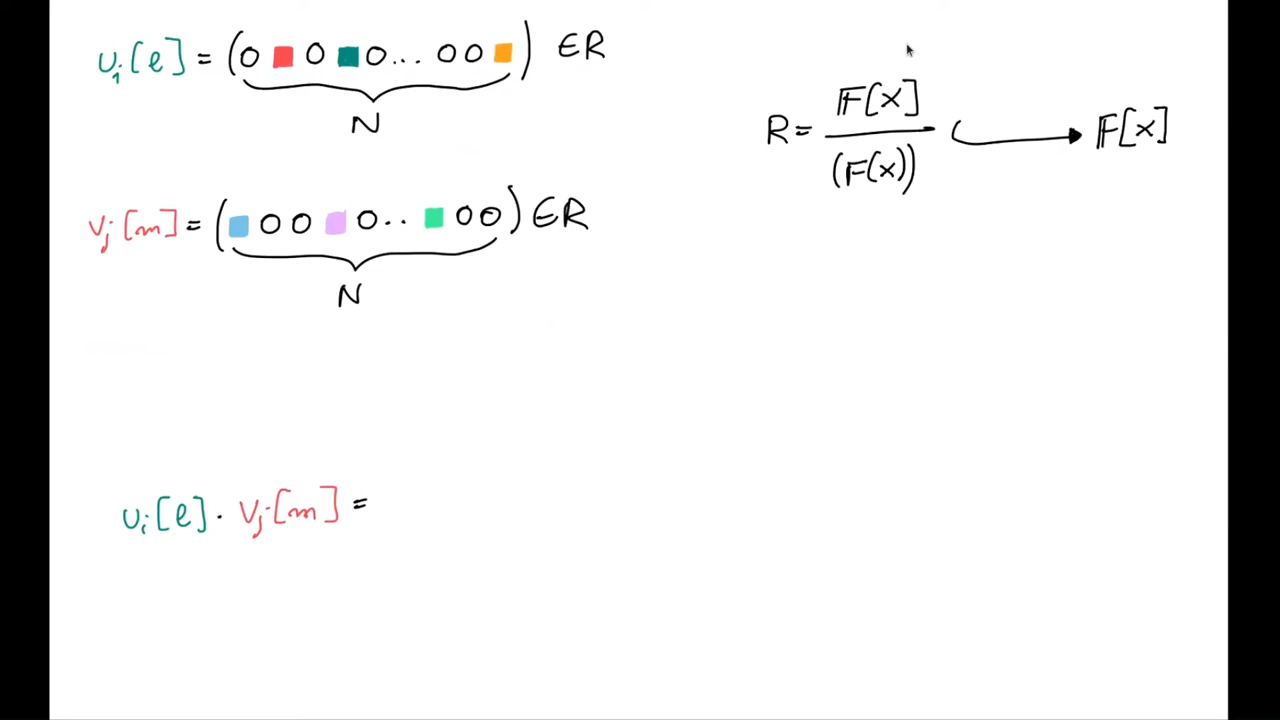 u_i[e] = (0 ■ 0 ■ 0... 0 0 ■) ∈ R
N
v_j[m] = (■ 0 0 ■ 0.. ■ 0 0) ∈ R
N
R = F[x] / (F(x)) ↪ F[x]
u_i[e] · v_j[m] =